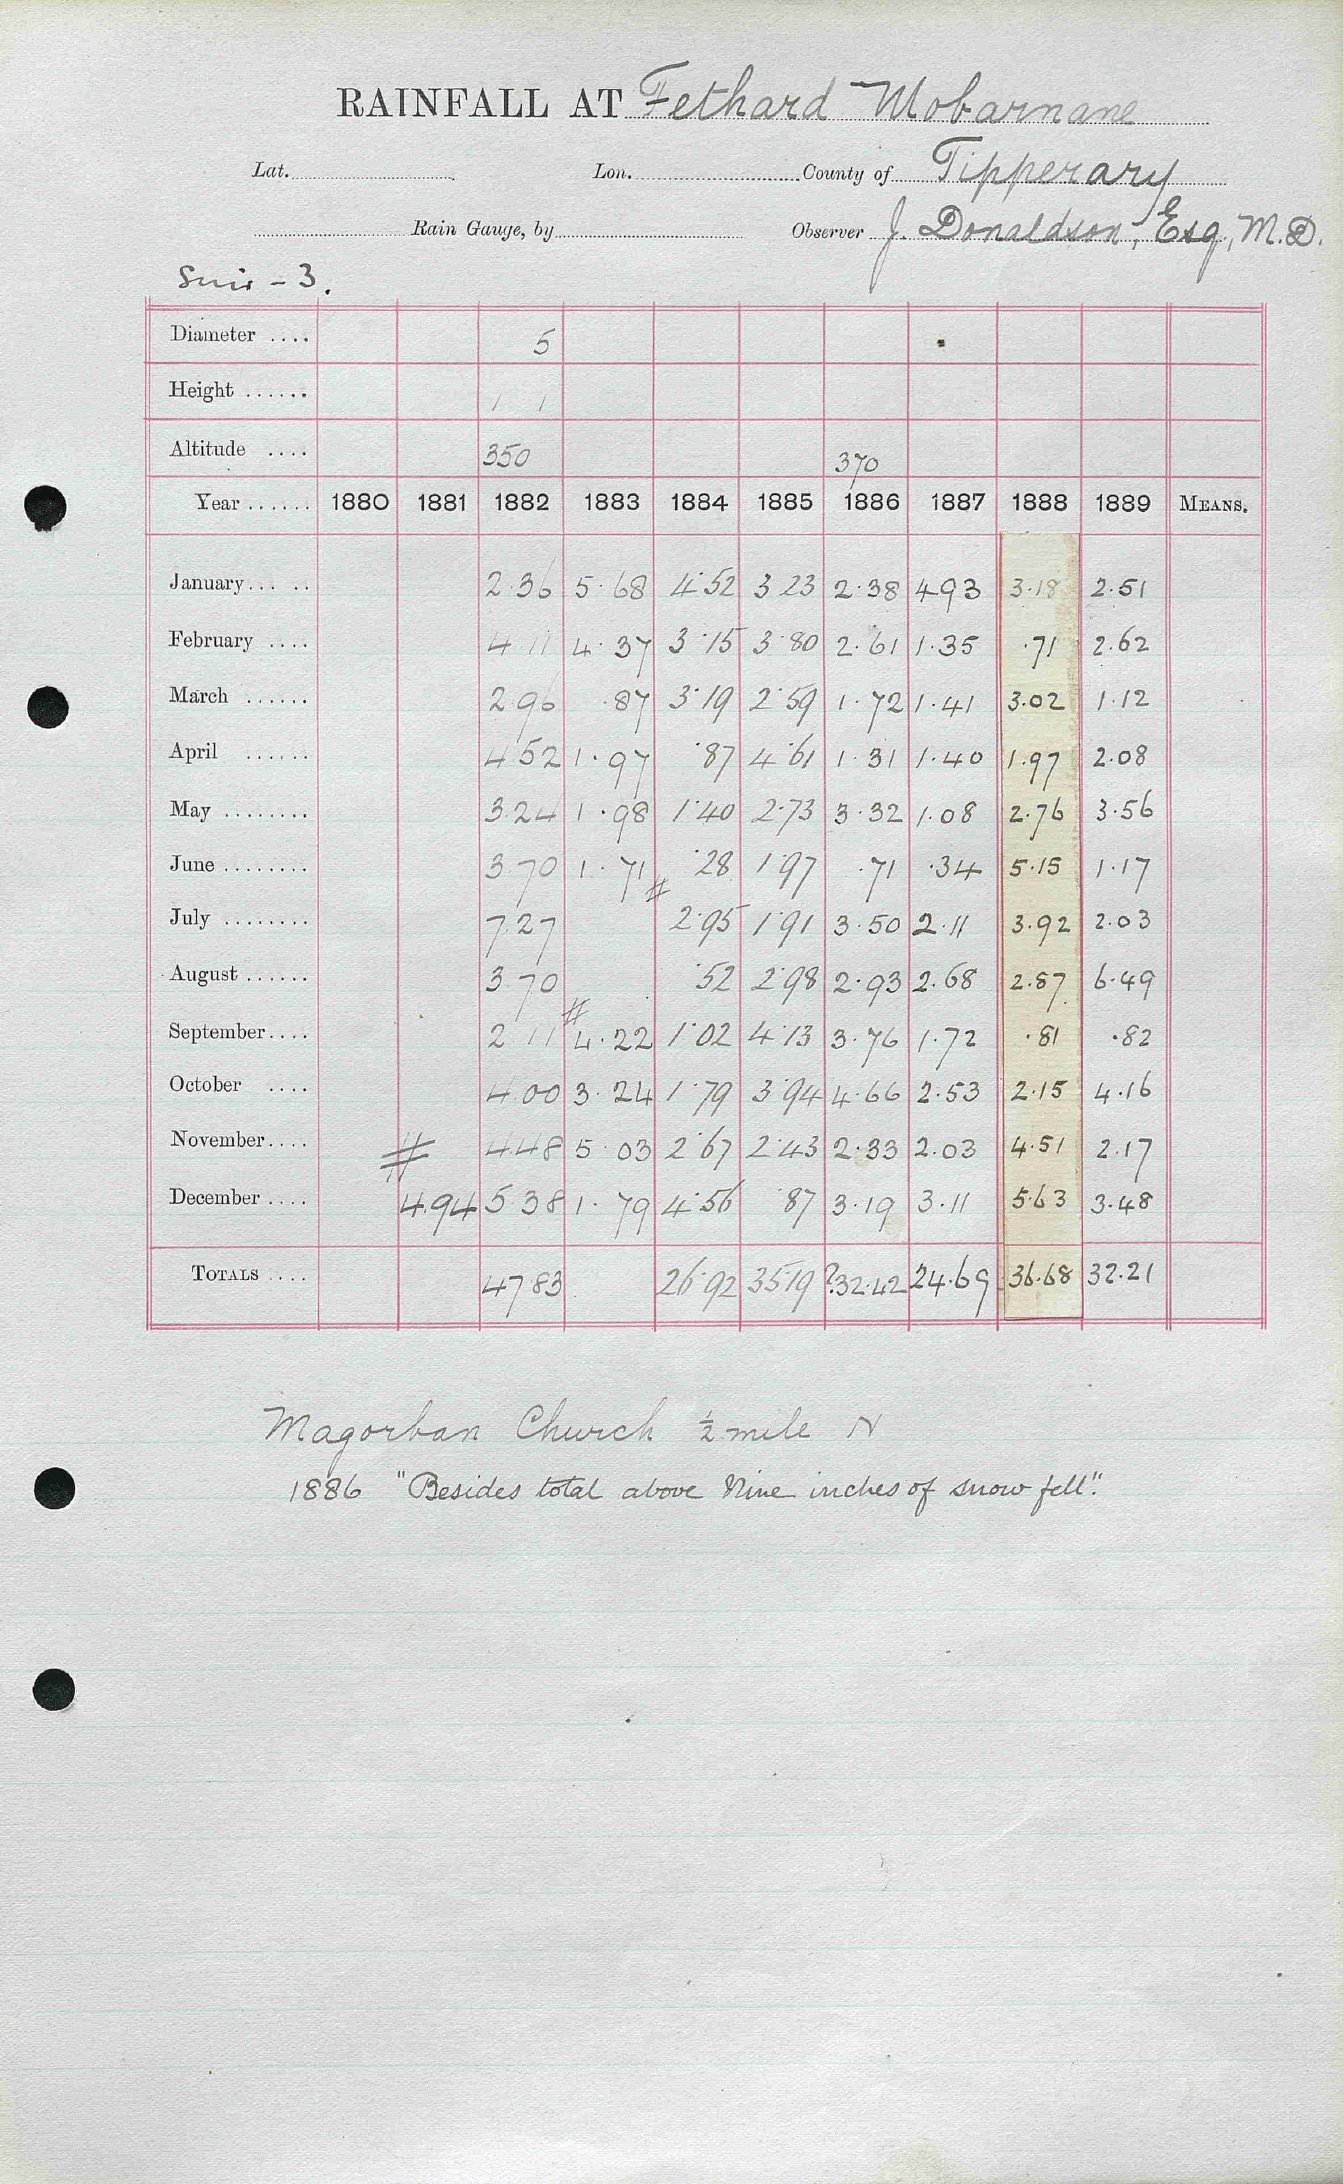 RAINFALL AT Fethard Mobarnane
Lat. Lon. County of Tipperary
Rain Gauge, by Observer J. Donaldson, Esq, M.D.
Suir - 3.
Diameter .... 5
Height ...... 1 1
Altitude .... 350 370
Year ...... 1880 1881 1882 1883 1884 1885 1886 1887 1888 1889 MEANS.
January... .. 2.36 5.68 4.52 3 23 2.38 4.93 3.18 2.51
February .... 4 11 4.37 3.15 3.80 2.61 1.35 .71 2.62
March ...... 2.96 .87 3.19 2.59 1.72 1.41 3.02 1.12
April ...... 4 52 1.97 .87 4.61 1.31 1.40 1.97 2.08
May ........ 3.24 1.98 1.40 2.73 3.32 1.08 2.76 3.56
June ........ 3.70 1.71 .28 1.97 .71 .34 5.15 1.17
July ........ 7.27 # 2.95 1.91 3.50 2.11 3.92 2.03
August ...... 3.70 .52 2.98 2.93 2.68 2.87 6.49
September.... 2 11 # 4.22 1.02 4.13 3.76 1.72 .81 .82
October .... 4.00 3.24 1.79 3.94 4.66 2.53 2.15 4.16
November.... # 4.48 5 03 2.67 2.43 2.33 2.03 4.51 2.17
December .... 4.94 5 38 1.79 4.56 .87 3.19 3.11 5.63 3.48
TOTALS .... 47 83 26.92 35.19 ?32.42 24.69 36.68 32.21
Magorban Church ½ mile N
1886 "Besides total above Nine inches of snow fell".